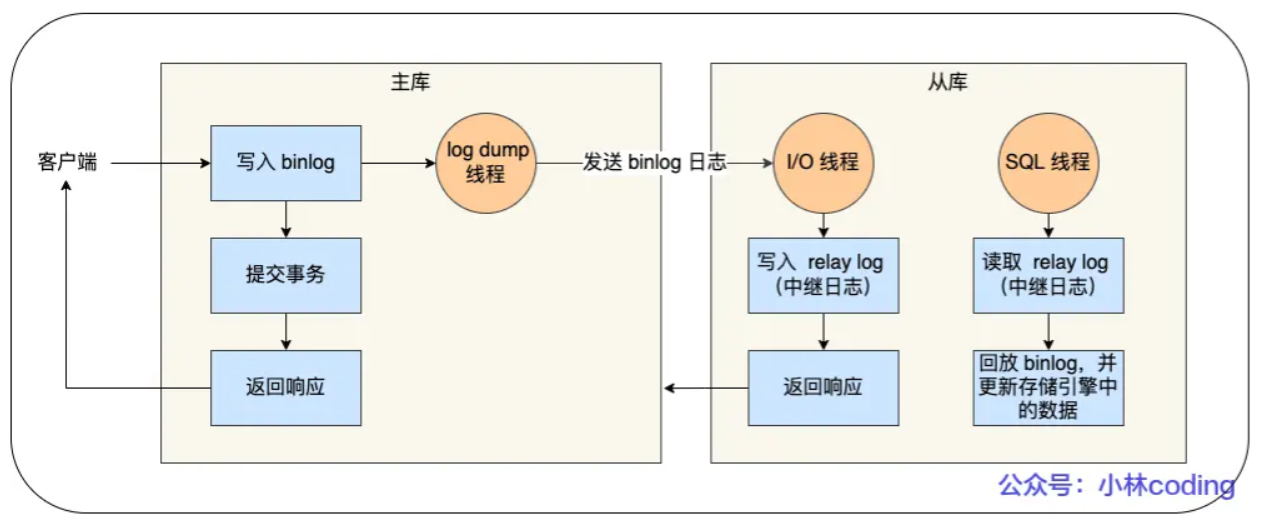 主库
从库
客户端
写入 binlog
log dump
线程
发送 binlog 日志
I/O 线程
SQL 线程
提交事务
写入 relay log
（中继日志）
读取 relay log
（中继日志）
返回响应
返回响应
回放 binlog，并
更新存储引擎中
的数据
公众号：小林coding